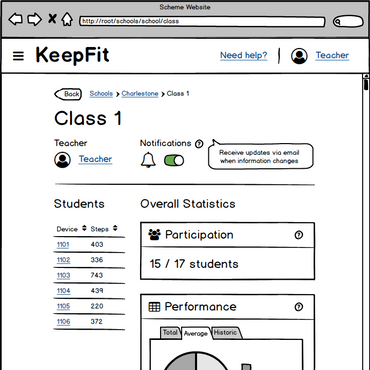 Scheme Website
http://root/schools/school/class
KeepFit
Need help?
Teacher
Back
Schools
Charlestone
Class 1
Class 1
Teacher
Teacher
Notifications ?
Receive updates via email
when information changes
Students
Device Steps
1101 403
1102 336
1103 743
1104 439
1105 220
1106 372
Overall Statistics
Participation ?
15 / 17 students
Performance ?
Total Average Historic